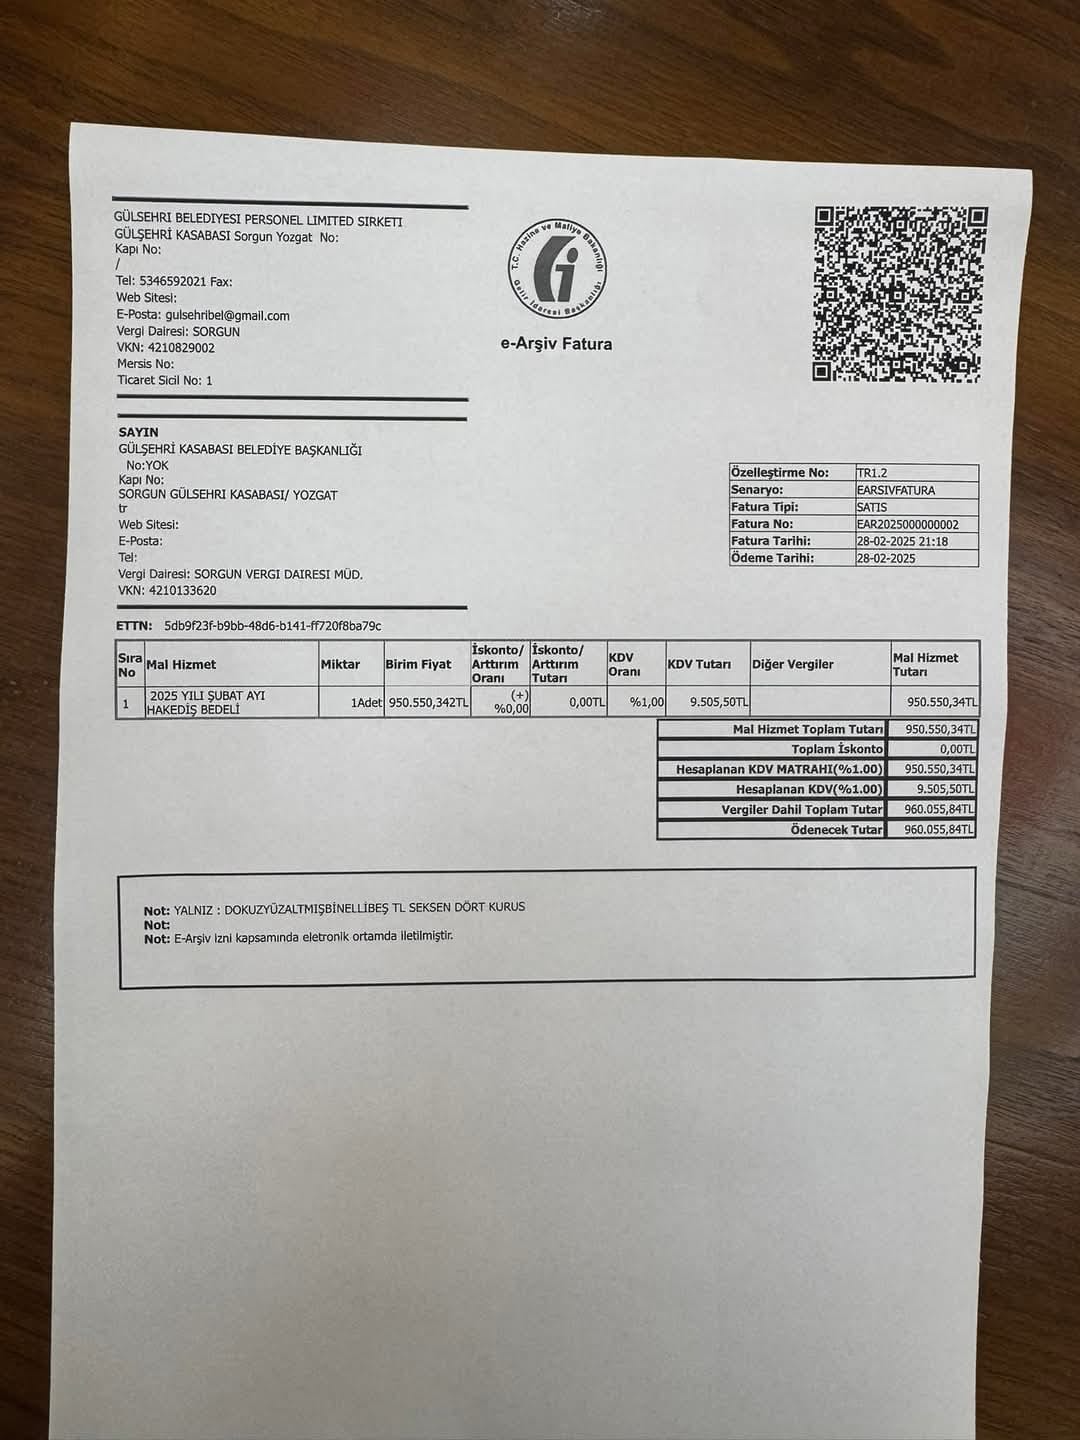 GÜLSEHRI BELEDIYESI PERSONEL LIMITED SIRKETI
GÜLŞEHRİ KASABASI Sorgun Yozgat No:
Kapı No:
/
Tel: 5346592021 Fax:
Web Sitesi:
E-Posta: gulsehribel@gmail.com
Vergi Dairesi: SORGUN
VKN: 4210829002
Mersis No:
Ticaret Sicil No: 1
T.C. Hazine ve Maliye Bakanlığı
Gelir İdaresi Başkanlığı
e-Arşiv Fatura
SAYIN
GÜLŞEHRİ KASABASI BELEDİYE BAŞKANLIĞI
No:YOK
Kapı No:
SORGUN GÜLSEHRI KASABASI/ YOZGAT
tr
Web Sitesi:
E-Posta:
Tel:
Vergi Dairesi: SORGUN VERGI DAIRESI MÜD.
VKN: 4210133620
Özelleştirme No: TR1.2
Senaryo: EARSIVFATURA
Fatura Tipi: SATIS
Fatura No: EAR2025000000002
Fatura Tarihi: 28-02-2025 21:18
Ödeme Tarihi: 28-02-2025
ETTN: 5db9f23f-b9bb-48d6-b141-ff720f8ba79c
Sıra No Mal Hizmet Miktar Birim Fiyat İskonto/ Arttırım Oranı İskonto/ Arttırım Tutarı KDV Oranı KDV Tutarı Diğer Vergiler Mal Hizmet Tutarı
1 2025 YILI ŞUBAT AYI HAKEDİŞ BEDELİ 1Adet 950.550,342TL (+) %0,00 0,00TL %1,00 9.505,50TL 950.550,34TL
Mal Hizmet Toplam Tutarı 950.550,34TL
Toplam İskonto 0,00TL
Hesaplanan KDV MATRAHI(%1.00) 950.550,34TL
Hesaplanan KDV(%1.00) 9.505,50TL
Vergiler Dahil Toplam Tutar 960.055,84TL
Ödenecek Tutar 960.055,84TL
Not: YALNIZ : DOKUZYÜZALTMIŞBİNELLİBEŞ TL SEKSEN DÖRT KURUS
Not:
Not: E-Arşiv izni kapsamında eletronik ortamda iletilmiştir.